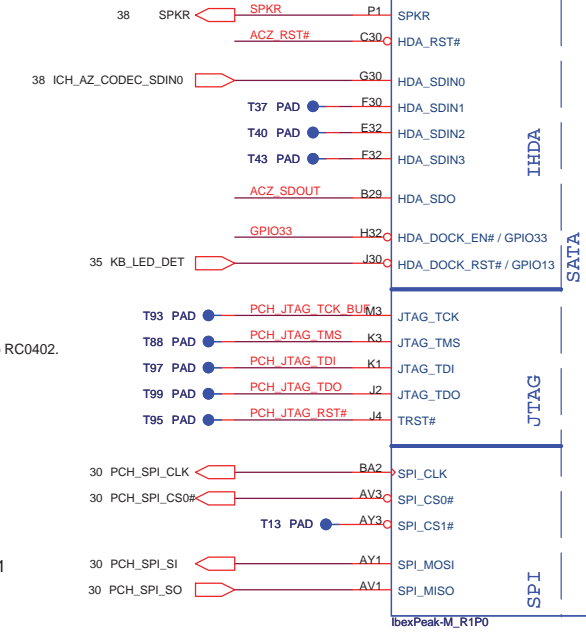 38 SPKR SPKR P1 SPKR
ACZ_RST# C30 HDA_RST#
38 ICH_AZ_CODEC_SDIN0 G30 HDA_SDIN0
T37 PAD F30 HDA_SDIN1
T40 PAD E32 HDA_SDIN2
T43 PAD F32 HDA_SDIN3
IHDA
ACZ_SDOUT B29 HDA_SDO
GPIO33 H32 HDA_DOCK_EN# / GPIO33
35 KB_LED_DET J30 HDA_DOCK_RST# / GPIO13
SATA
T93 PAD PCH_JTAG_TCK_BUF M3 JTAG_TCK
T88 PAD PCH_JTAG_TMS K3 JTAG_TMS
RC0402.
T97 PAD PCH_JTAG_TDI K1 JTAG_TDI
T99 PAD PCH_JTAG_TDO J2 JTAG_TDO
T95 PAD PCH_JTAG_RST# J4 TRST#
JTAG
30 PCH_SPI_CLK BA2 SPI_CLK
30 PCH_SPI_CS0# AV3 SPI_CS0#
T13 PAD AY3 SPI_CS1#
30 PCH_SPI_SI AY1 SPI_MOSI
30 PCH_SPI_SO AV1 SPI_MISO
SPI
IbexPeak-M_R1P0